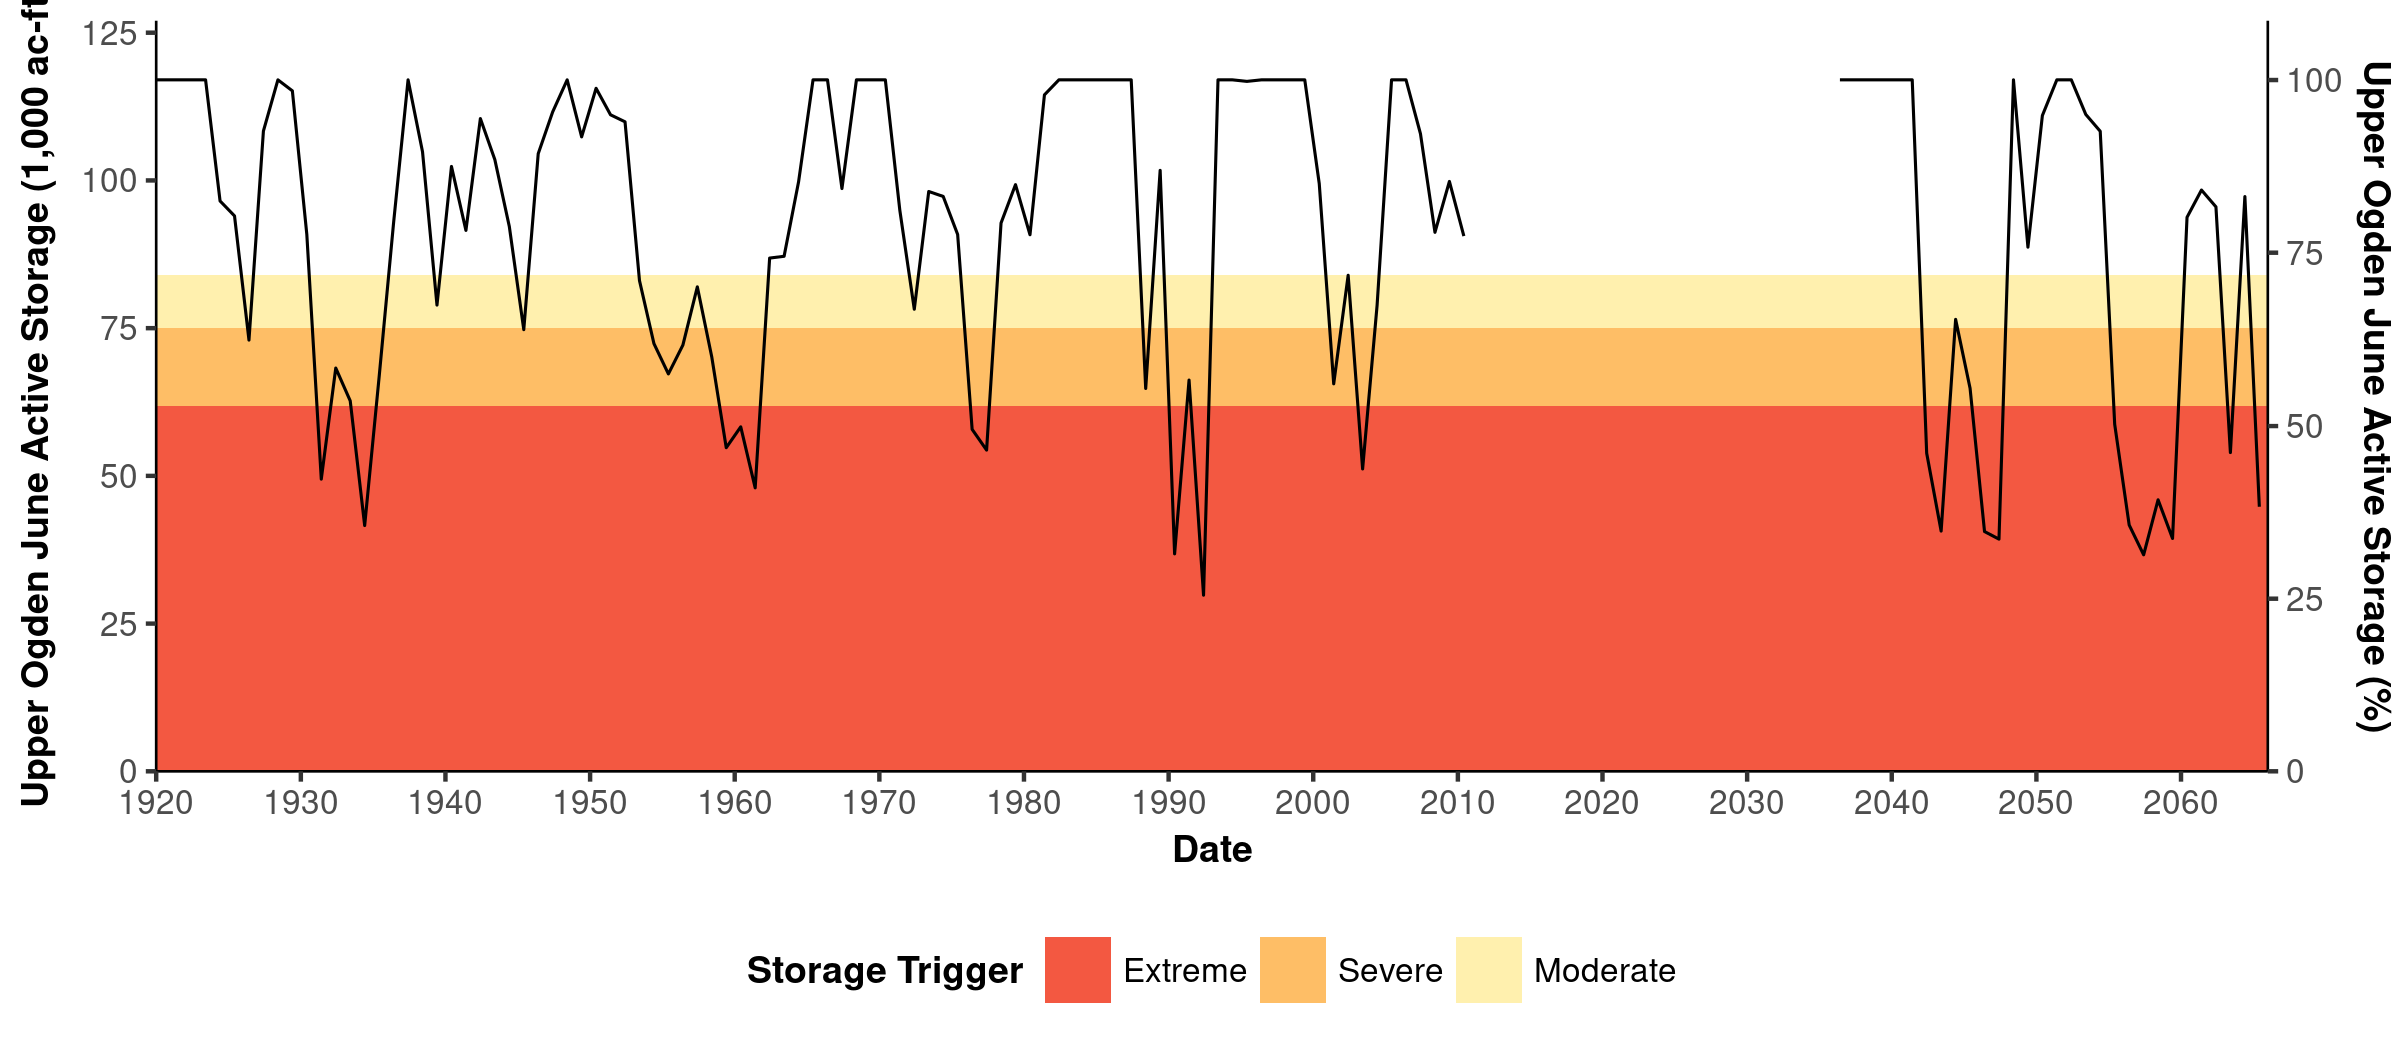 Upper Ogden June Active Storage (1,000 ac-ft
125
100
75
50
25
0
100
75
50
25
0
Upper Ogden June Active Storage (%)
1920 1930 1940 1950 1960 1970 1980 1990 2000 2010 2020 2030 2040 2050 2060
Date
Storage Trigger Extreme Severe Moderate